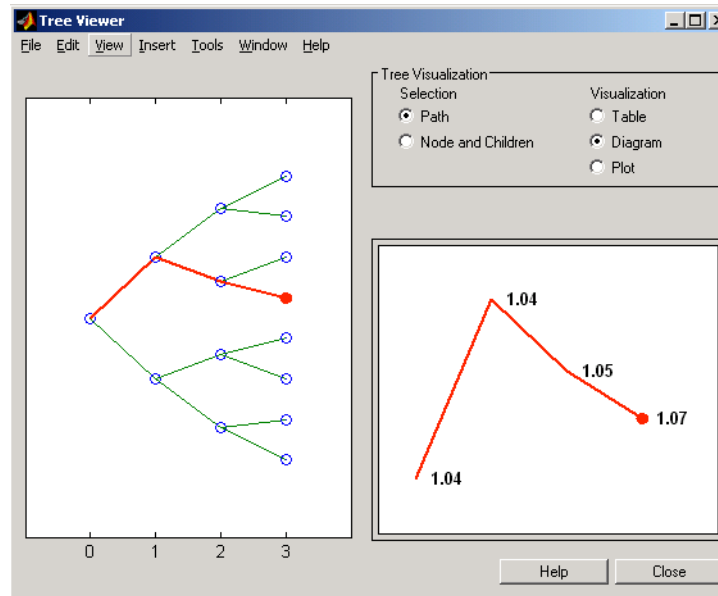 Tree Viewer
File Edit View Insert Tools Window Help
Tree Visualization
Selection
Path
Node and Children
Visualization
Table
Diagram
Plot
1.04
1.05
1.07
1.04
0 1 2 3
Help Close